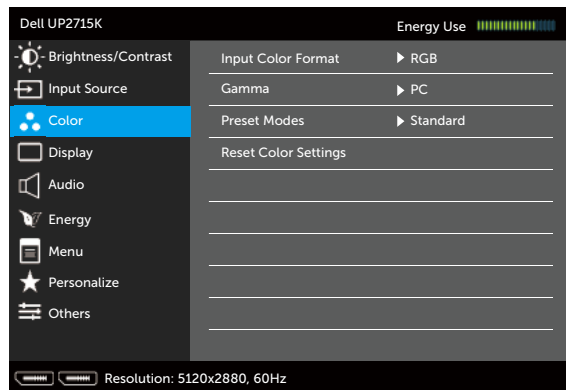 Dell UP2715K
Energy Use
Brightness/Contrast
Input Source
Color
Display
Audio
Energy
Menu
Personalize
Others
Input Color Format RGB
Gamma PC
Preset Modes Standard
Reset Color Settings
Resolution: 5120x2880, 60Hz